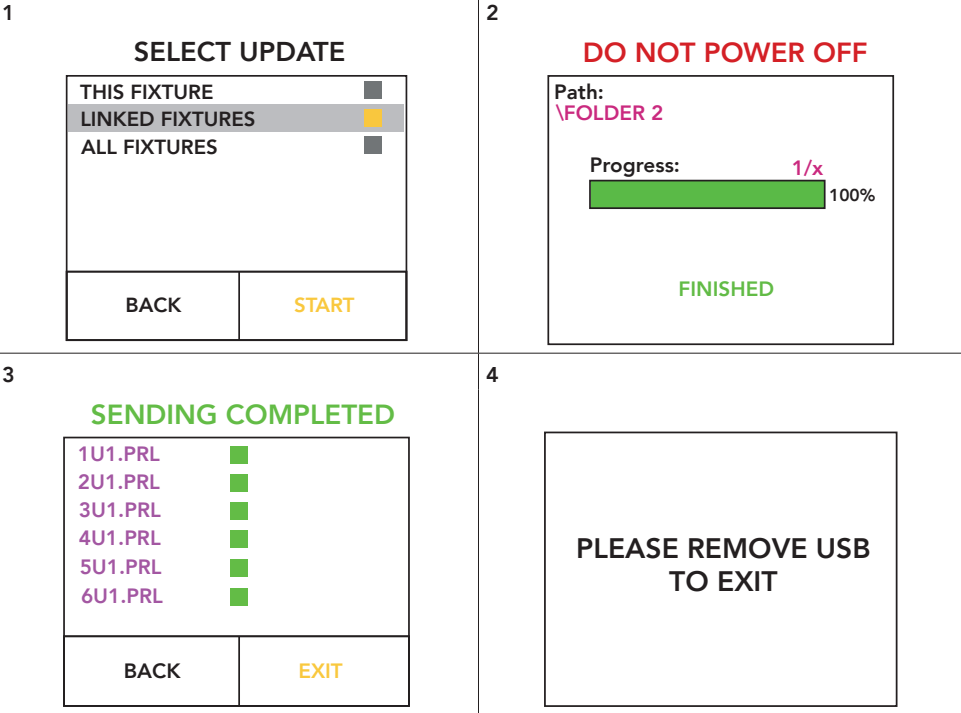 1
SELECT UPDATE
THIS FIXTURE
LINKED FIXTURES
ALL FIXTURES
BACK
START
2
DO NOT POWER OFF
Path:
\FOLDER 2
Progress:
1/x
100%
FINISHED
3
SENDING COMPLETED
1U1.PRL
2U1.PRL
3U1.PRL
4U1.PRL
5U1.PRL
6U1.PRL
BACK
EXIT
4
PLEASE REMOVE USB
TO EXIT